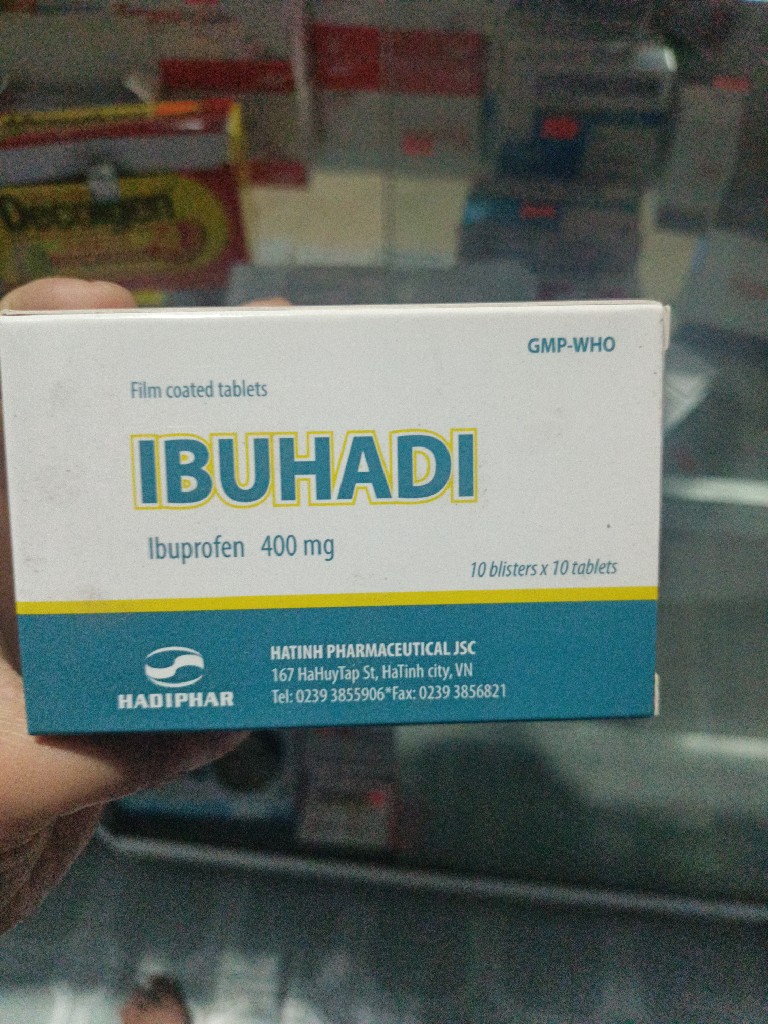 Decolgen
GMP-WHO
Film coated tablets
IBUHADI
Ibuprofen 400 mg
10 blisters x 10 tablets
HADIPHAR
HATINH PHARMACEUTICAL JSC
167 HaHuyTap St, HaTinh city, VN
Tel: 0239 3855906*Fax: 0239 3856821